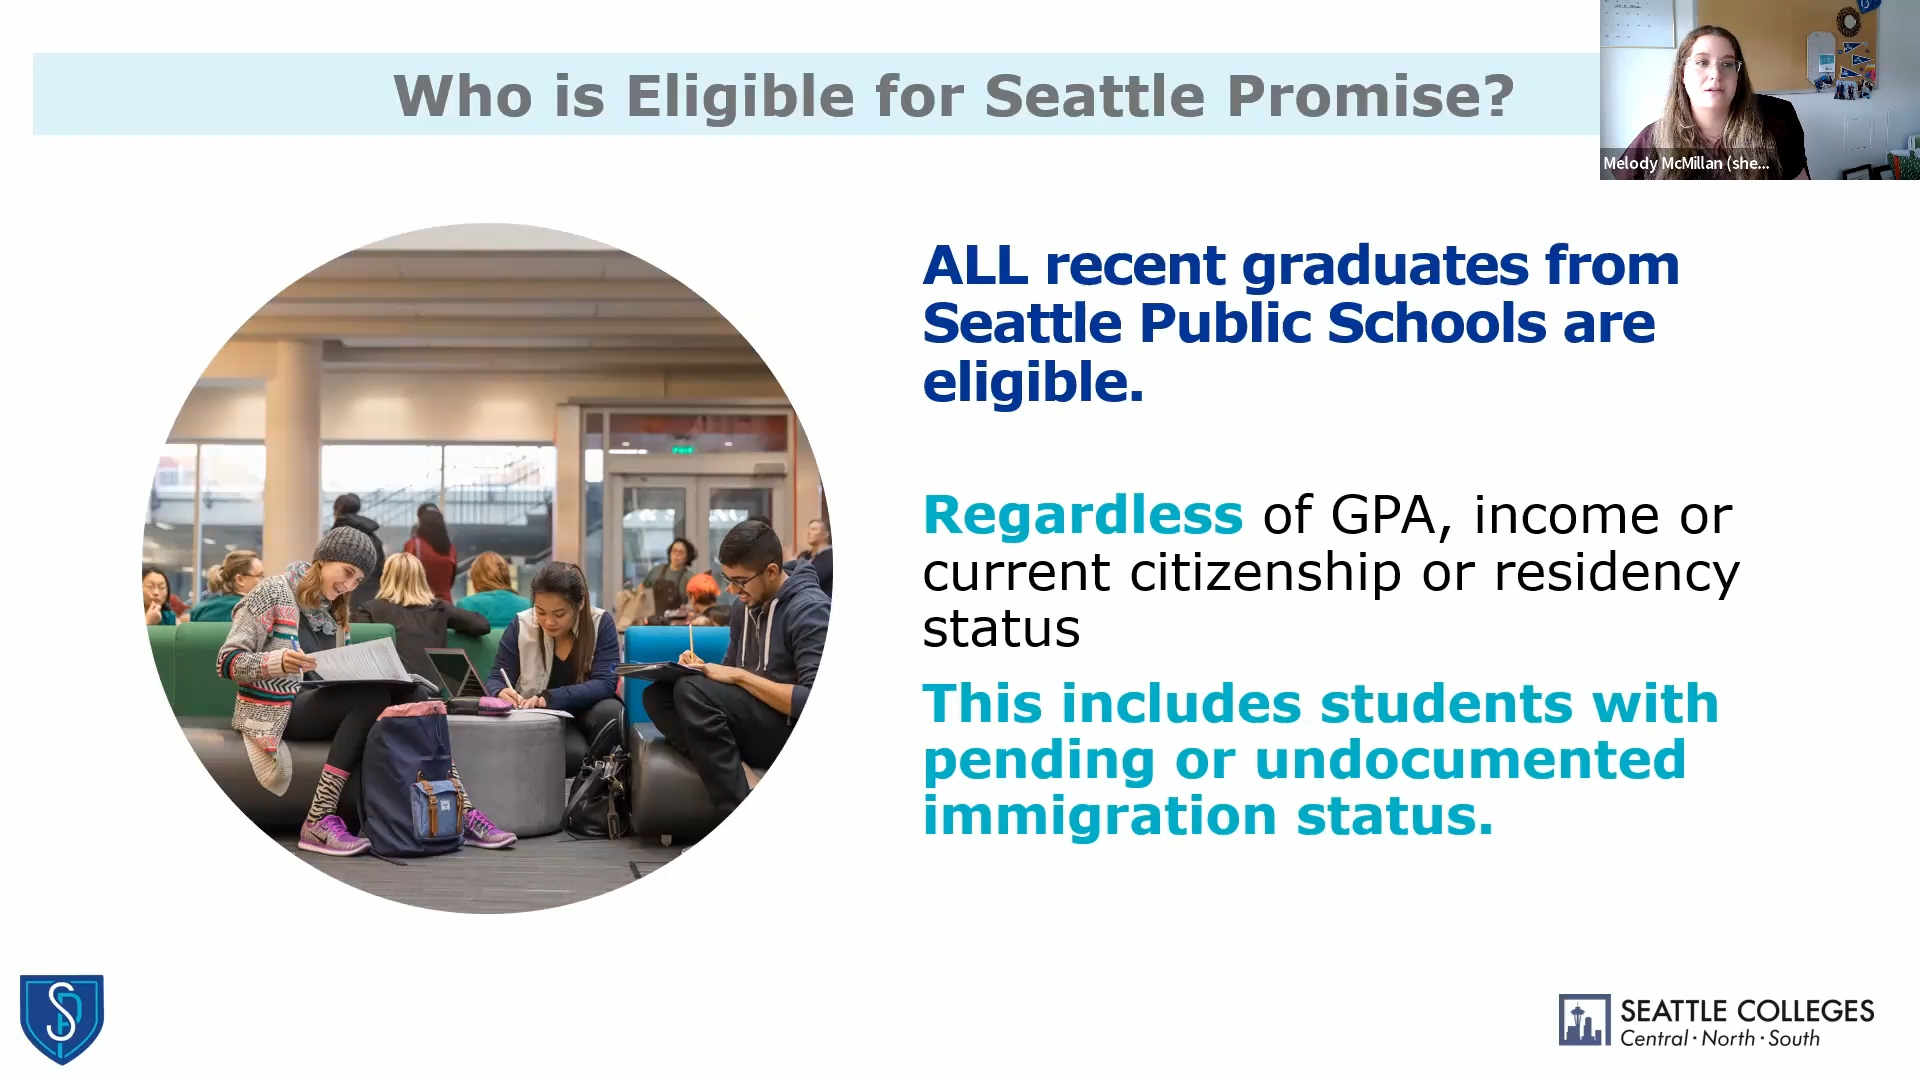 Who is Eligible for Seattle Promise?
Melody McMillan (she...
ALL recent graduates from
Seattle Public Schools are
eligible.
Regardless of GPA, income or
current citizenship or residency
status
This includes students with
pending or undocumented
immigration status.
SP
SEATTLE COLLEGES
Central · North · South